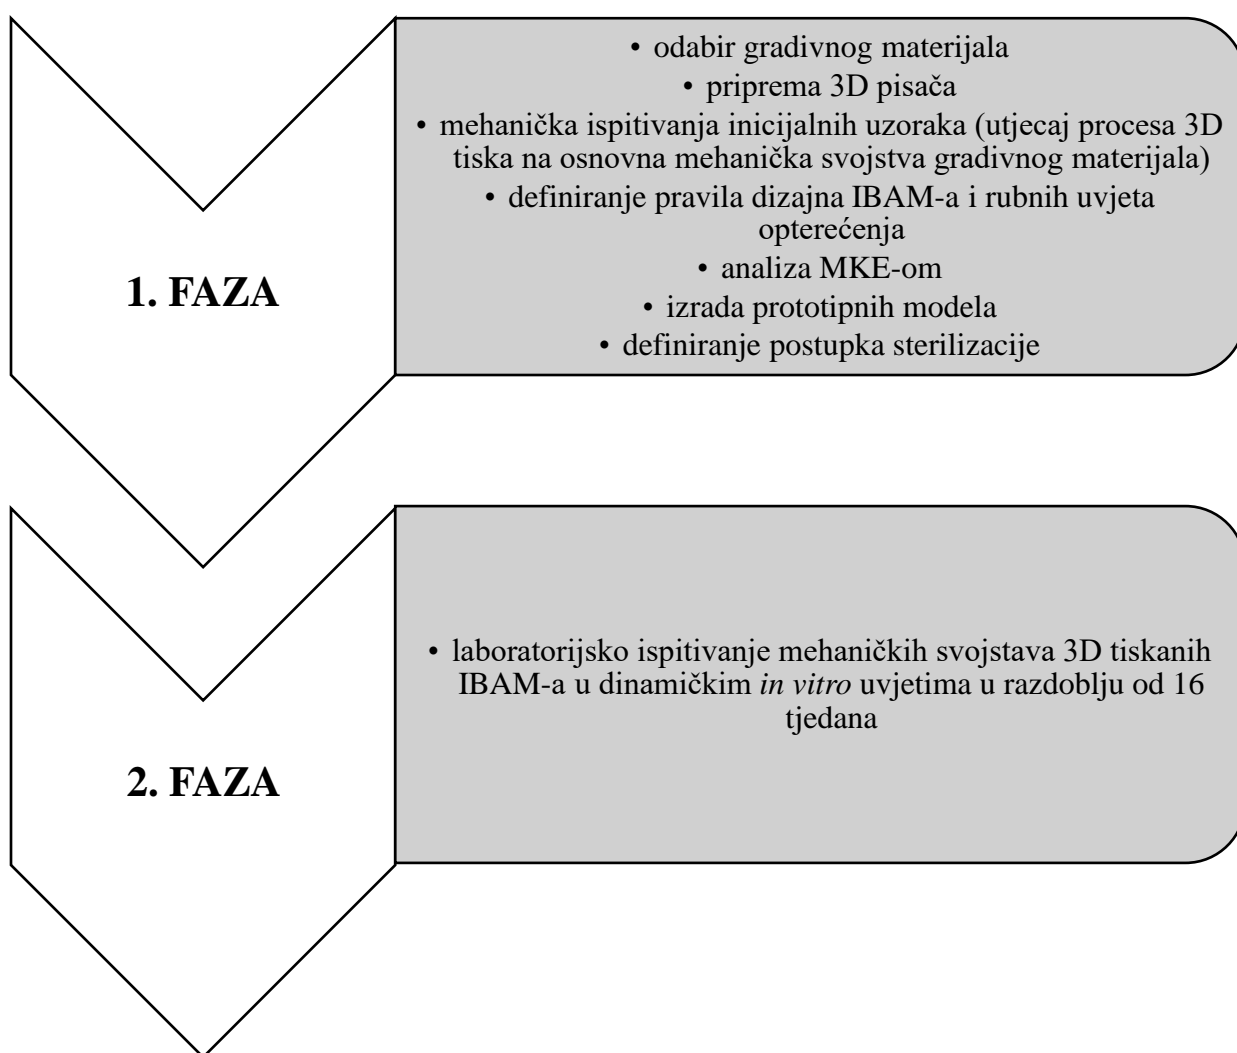 1. FAZA
• odabir gradivnog materijala
• priprema 3D pisača
• mehanička ispitivanja inicijalnih uzoraka (utjecaj procesa 3D
tiska na osnovna mehanička svojstva gradivnog materijala)
• definiranje pravila dizajna IBAM-a i rubnih uvjeta
opterećenja
• analiza MKE-om
• izrada prototipnih modela
• definiranje postupka sterilizacije
2. FAZA
• laboratorijsko ispitivanje mehaničkih svojstava 3D tiskanih
IBAM-a u dinamičkim in vitro uvjetima u razdoblju od 16
tjedana